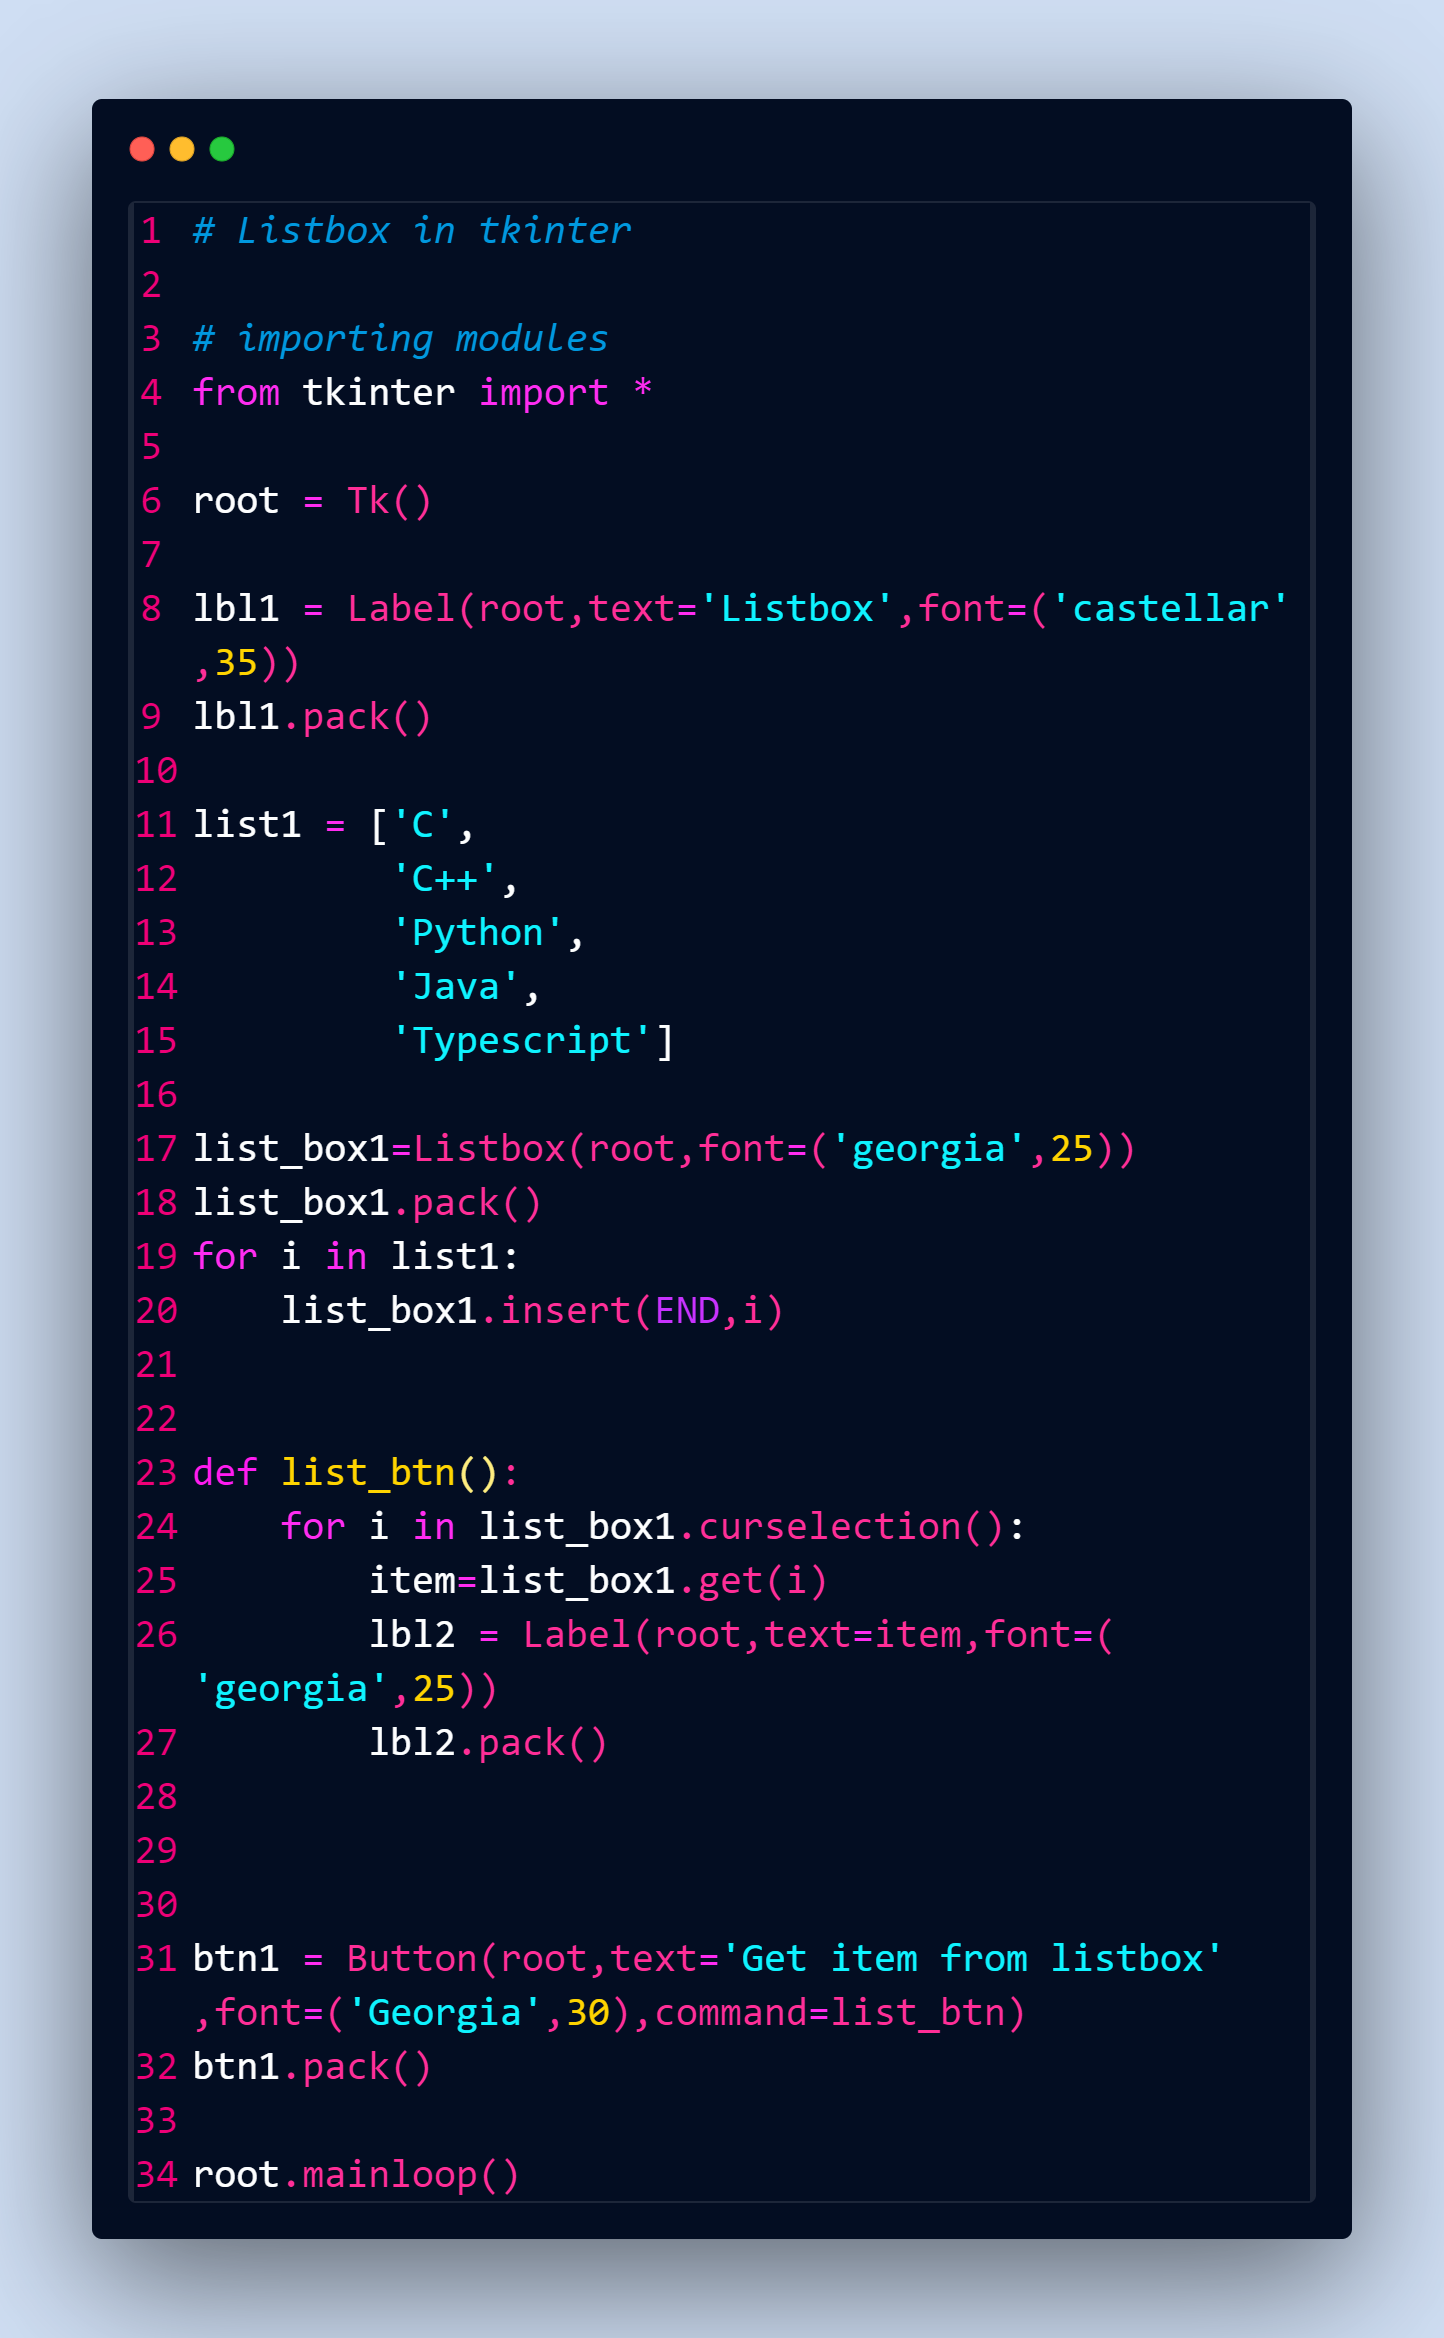 1 # Listbox in tkinter
2
3 # importing modules
4 from tkinter import *
5
6 root = Tk()
7
8 lbl1 = Label(root,text='Listbox',font=('castellar'
,35))
9 lbl1.pack()
10
11 list1 = ['C',
12          'C++',
13          'Python',
14          'Java',
15          'Typescript']
16
17 list_box1=Listbox(root,font=('georgia',25))
18 list_box1.pack()
19 for i in list1:
20     list_box1.insert(END,i)
21
22
23 def list_btn():
24     for i in list_box1.curselection():
25         item=list_box1.get(i)
26         lbl2 = Label(root,text=item,font=(
'georgia',25))
27         lbl2.pack()
28
29
30
31 btn1 = Button(root,text='Get item from listbox'
,font=('Georgia',30),command=list_btn)
32 btn1.pack()
33
34 root.mainloop()